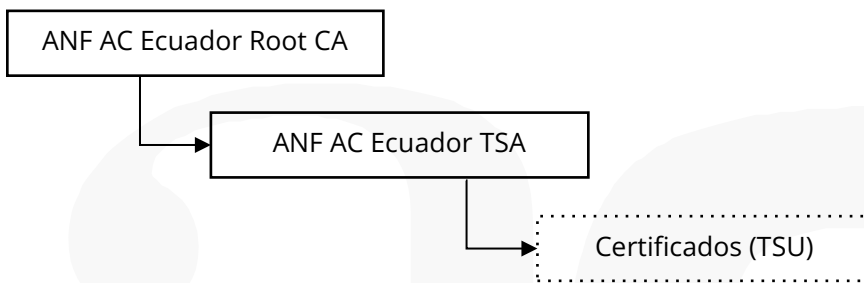 ANF AC Ecuador Root CA
ANF AC Ecuador TSA
Certificados (TSU)